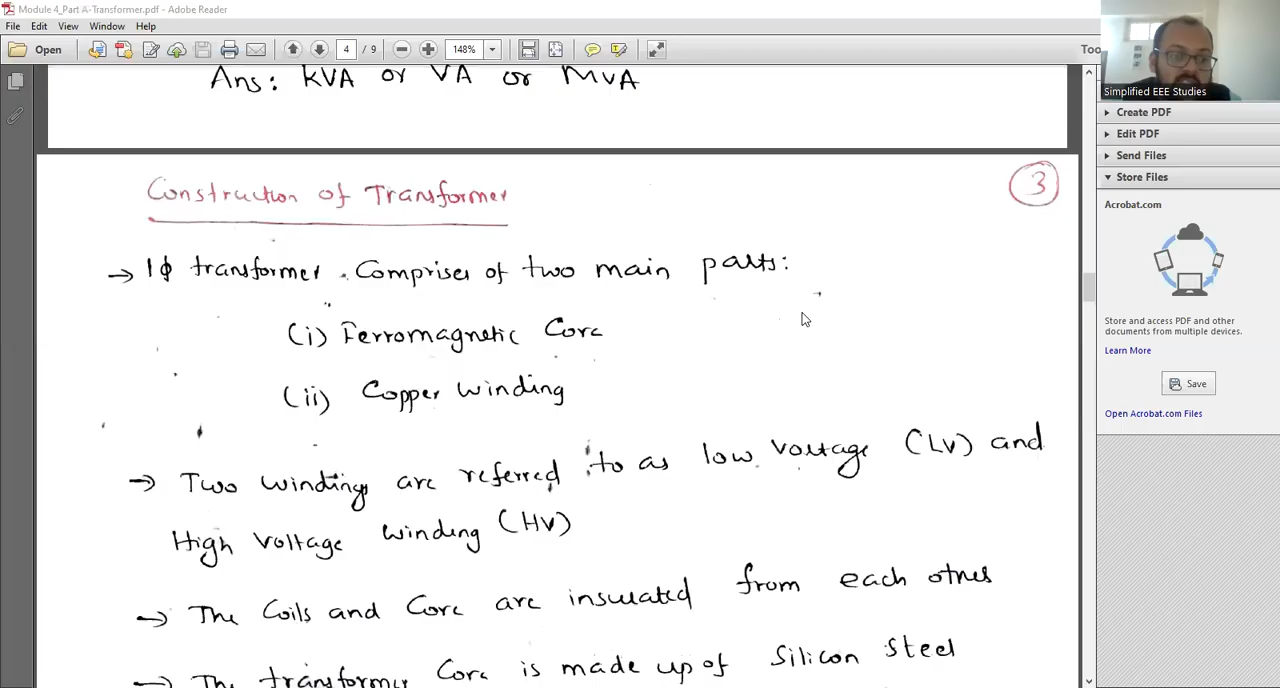 Module 4_Part A-Transformer.pdf - Adobe Reader
File Edit View Window Help
Open 4 / 9 148% Too
Simplified EEE Studies
Create PDF
Edit PDF
Send Files
Store Files
Acrobat.com
Store and access PDF and other
documents from multiple devices.
Learn More
Save
Open Acrobat.com Files
Ans: KVA or VA or MVA
Construction of Transformer
3
→ 1ϕ transformer Comprises of two main parts:
(i) Ferromagnetic Core
(ii) Copper winding
→ Two windings are referred to as low voltage (LV) and
High Voltage winding (HV)
→ The Coils and Core are insulated from each other
→ The transformer Core is made up of Silicon Steel